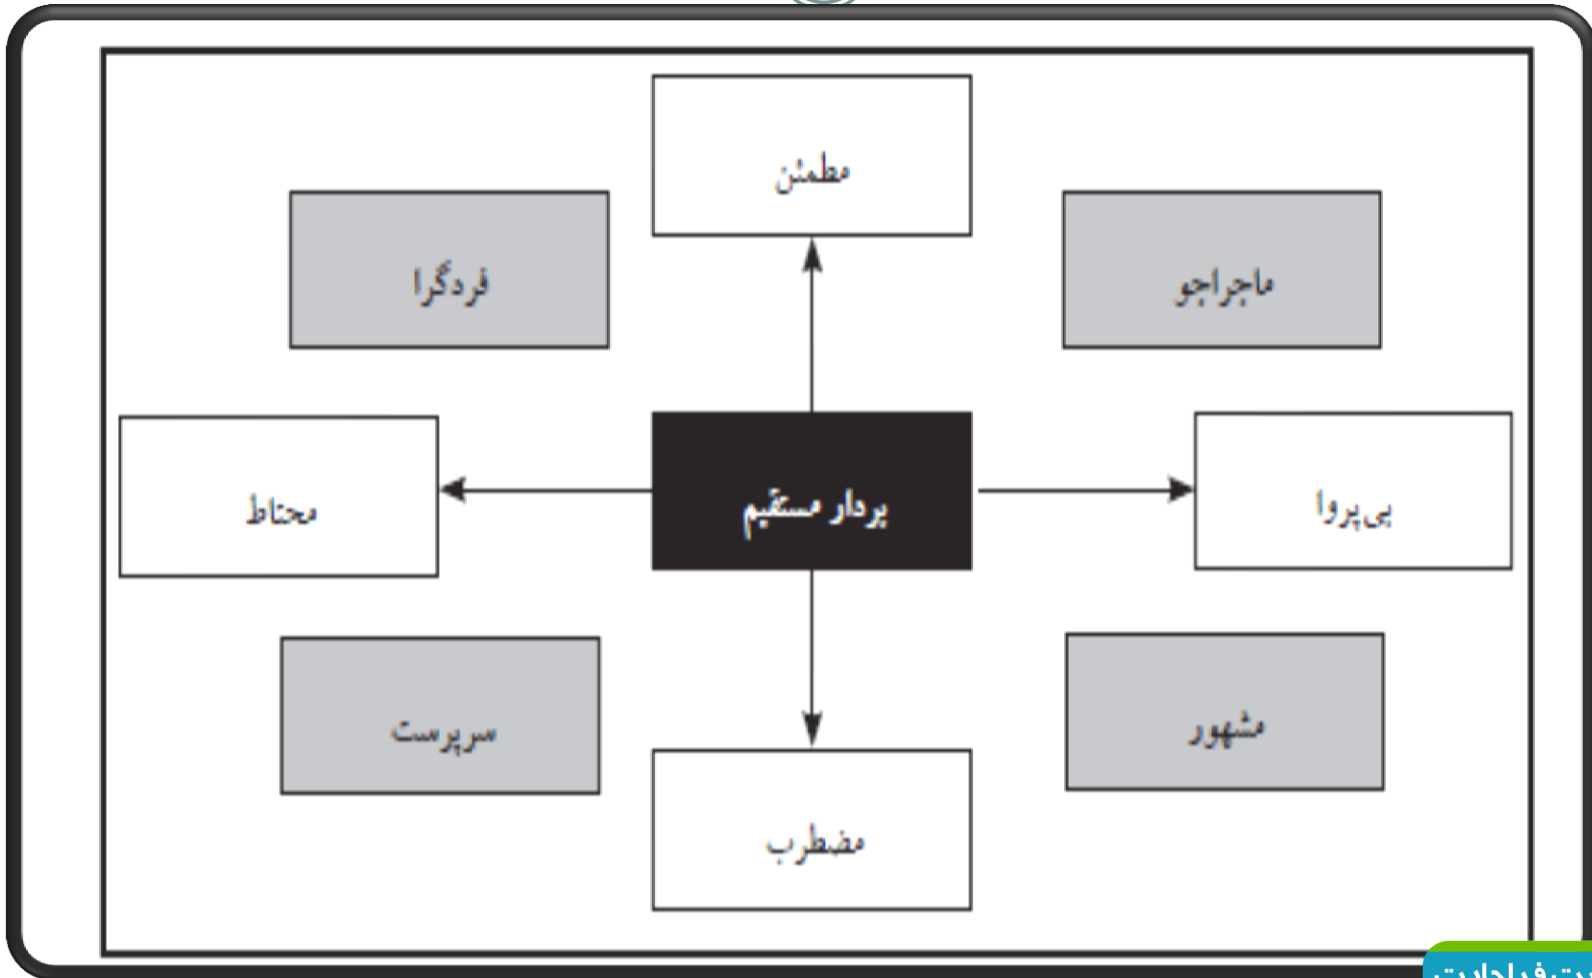 مطمئن
ماجراجو
فردگرا
بی‌پروا
بردار مستقیم
محتاط
مشهور
سرپرست
مضطرب